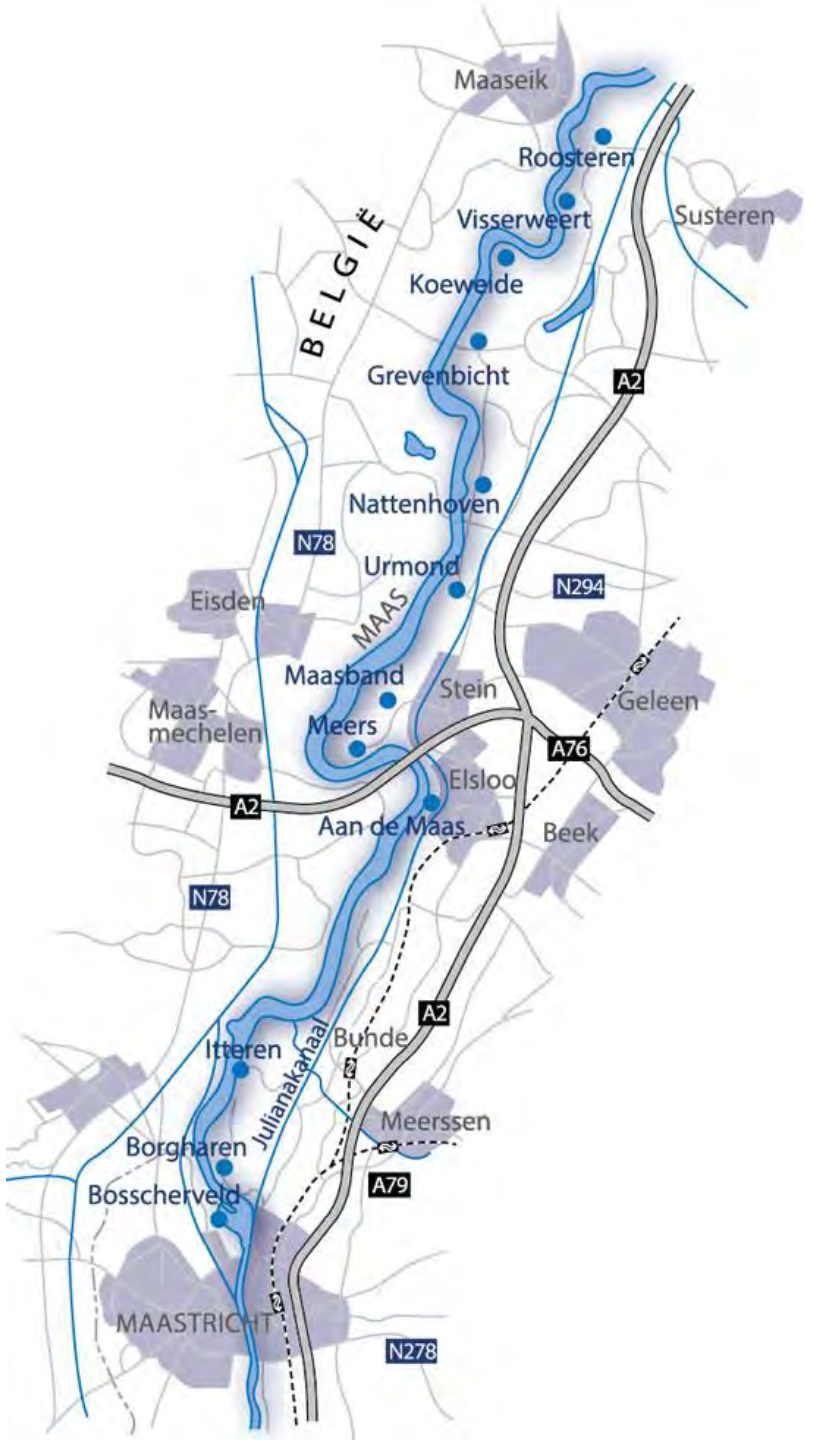 Maaseik
Roosteren
Visserweert
Susteren
BELGIË
Koeweide
Grevenbicht
A2
Nattenhoven
N78
Urmond
N294
Eisden
MAAS
Maasband
Stein
Geleen
Maas-
mechelen
Meers
A76
Elsloo
A2
Aan de Maas
Beek
N78
A2
Bunde
Itteren
Julianakanaal
Meerssen
Borgharen
A79
Bosscherveld
MAASTRICHT
N278